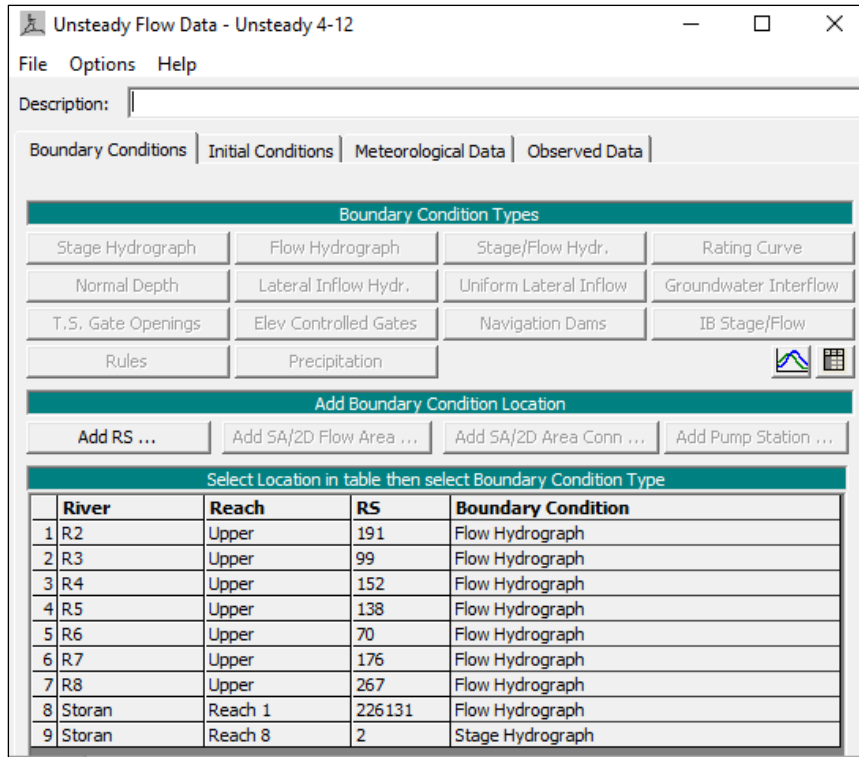 Unsteady Flow Data - Unsteady 4-12
File Options Help
Description:
Boundary Conditions Initial Conditions Meteorological Data Observed Data
Boundary Condition Types
Stage Hydrograph Flow Hydrograph Stage/Flow Hydr. Rating Curve
Normal Depth Lateral Inflow Hydr. Uniform Lateral Inflow Groundwater Interflow
T.S. Gate Openings Elev Controlled Gates Navigation Dams IB Stage/Flow
Rules Precipitation
Add Boundary Condition Location
Add RS ... Add SA/2D Flow Area ... Add SA/2D Area Conn ... Add Pump Station ...
Select Location in table then select Boundary Condition Type
River Reach RS Boundary Condition
1 R2 Upper 191 Flow Hydrograph
2 R3 Upper 99 Flow Hydrograph
3 R4 Upper 152 Flow Hydrograph
4 R5 Upper 138 Flow Hydrograph
5 R6 Upper 70 Flow Hydrograph
6 R7 Upper 176 Flow Hydrograph
7 R8 Upper 267 Flow Hydrograph
8 Storan Reach 1 226131 Flow Hydrograph
9 Storan Reach 8 2 Stage Hydrograph